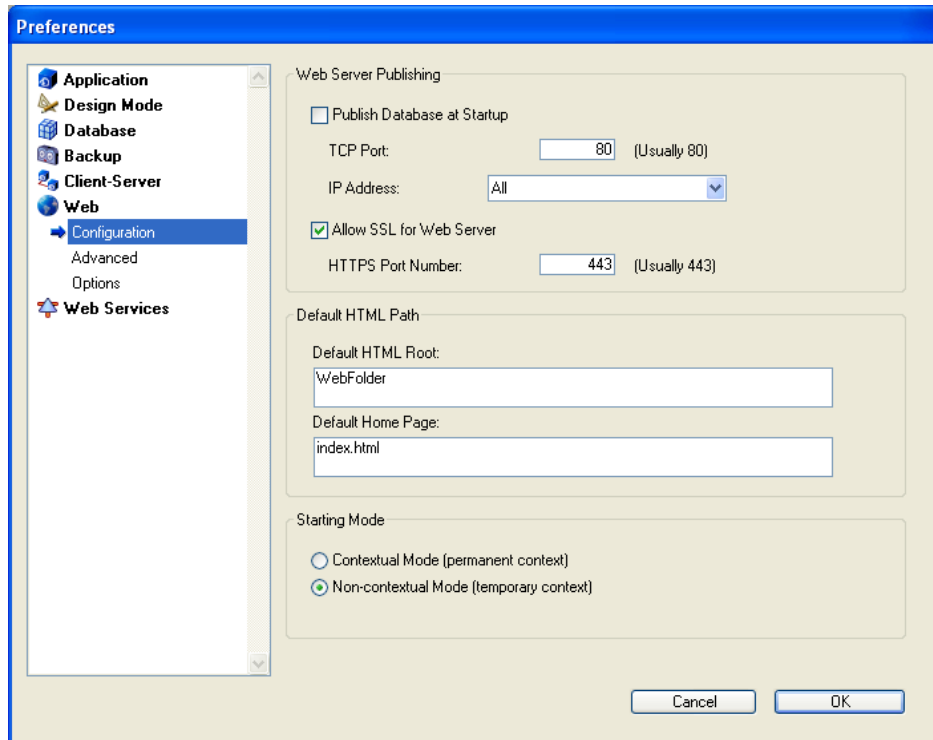 Preferences
Application
Design Mode
Database
Backup
Client-Server
Web
Configuration
Advanced
Options
Web Services
Web Server Publishing
Publish Database at Startup
TCP Port: 80 (Usually 80)
IP Address: All
Allow SSL for Web Server
HTTPS Port Number: 443 (Usually 443)
Default HTML Path
Default HTML Root:
WebFolder
Default Home Page:
index.html
Starting Mode
Contextual Mode (permanent context)
Non-contextual Mode (temporary context)
Cancel OK